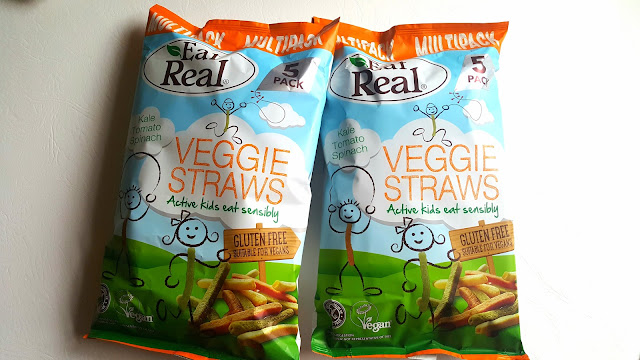 MULTIPACK
MULTIPACK
Eat
Real®
5
PACK
Kale
Tomato
Spinach
VEGGIE
STRAWS
Active kids eat sensibly
GLUTEN FREE
SUITABLE FOR VEGANS
Vegan
MULTIPACK
MULTIPACK
Eat
Real®
5
PACK
Kale
Tomato
Spinach
VEGGIE
STRAWS
Active kids eat sensibly
GLUTEN FREE
SUITABLE FOR VEGANS
Vegan